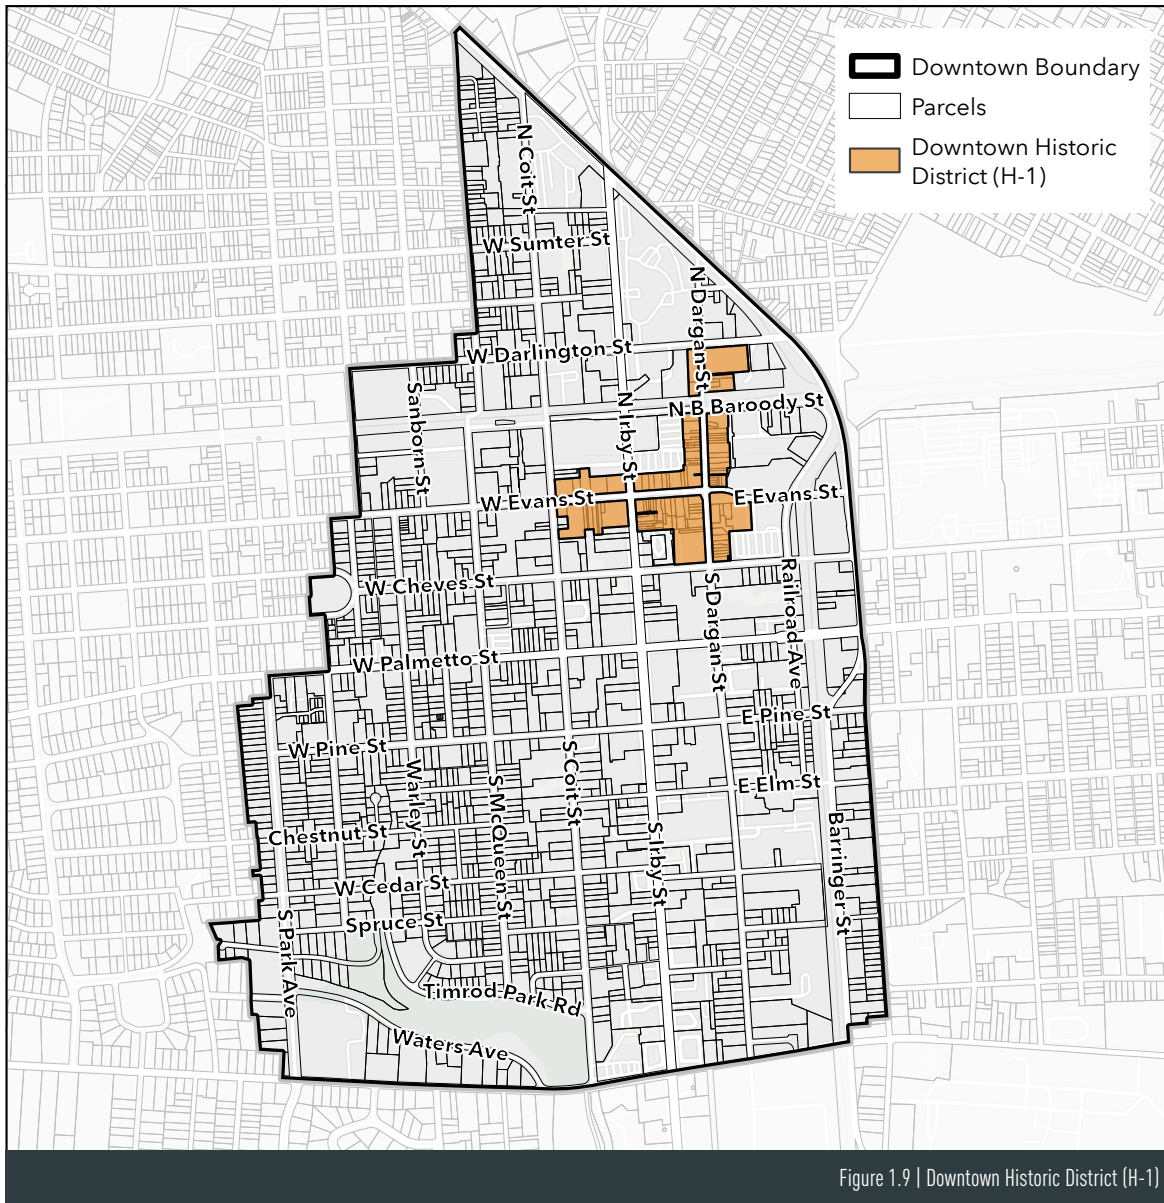 Downtown Boundary
Parcels
Downtown Historic
District (H-1)
N Coit St
W Sumter St
N Dargan St
W Darlington St
Sanborn St
N Irby St
N B Baroody St
W Evans St
E Evans St
W Cheves St
Railroad Ave
S Dargan St
W Palmetto St
E Pine St
W Pine St
S Coit St
Warley St
S McQueen St
E Elm St
Chestnut St
S Irby St
Barringer St
W Cedar St
Spruce St
S Park Ave
Timrod Park Rd
Waters Ave
Figure 1.9 | Downtown Historic District (H-1)